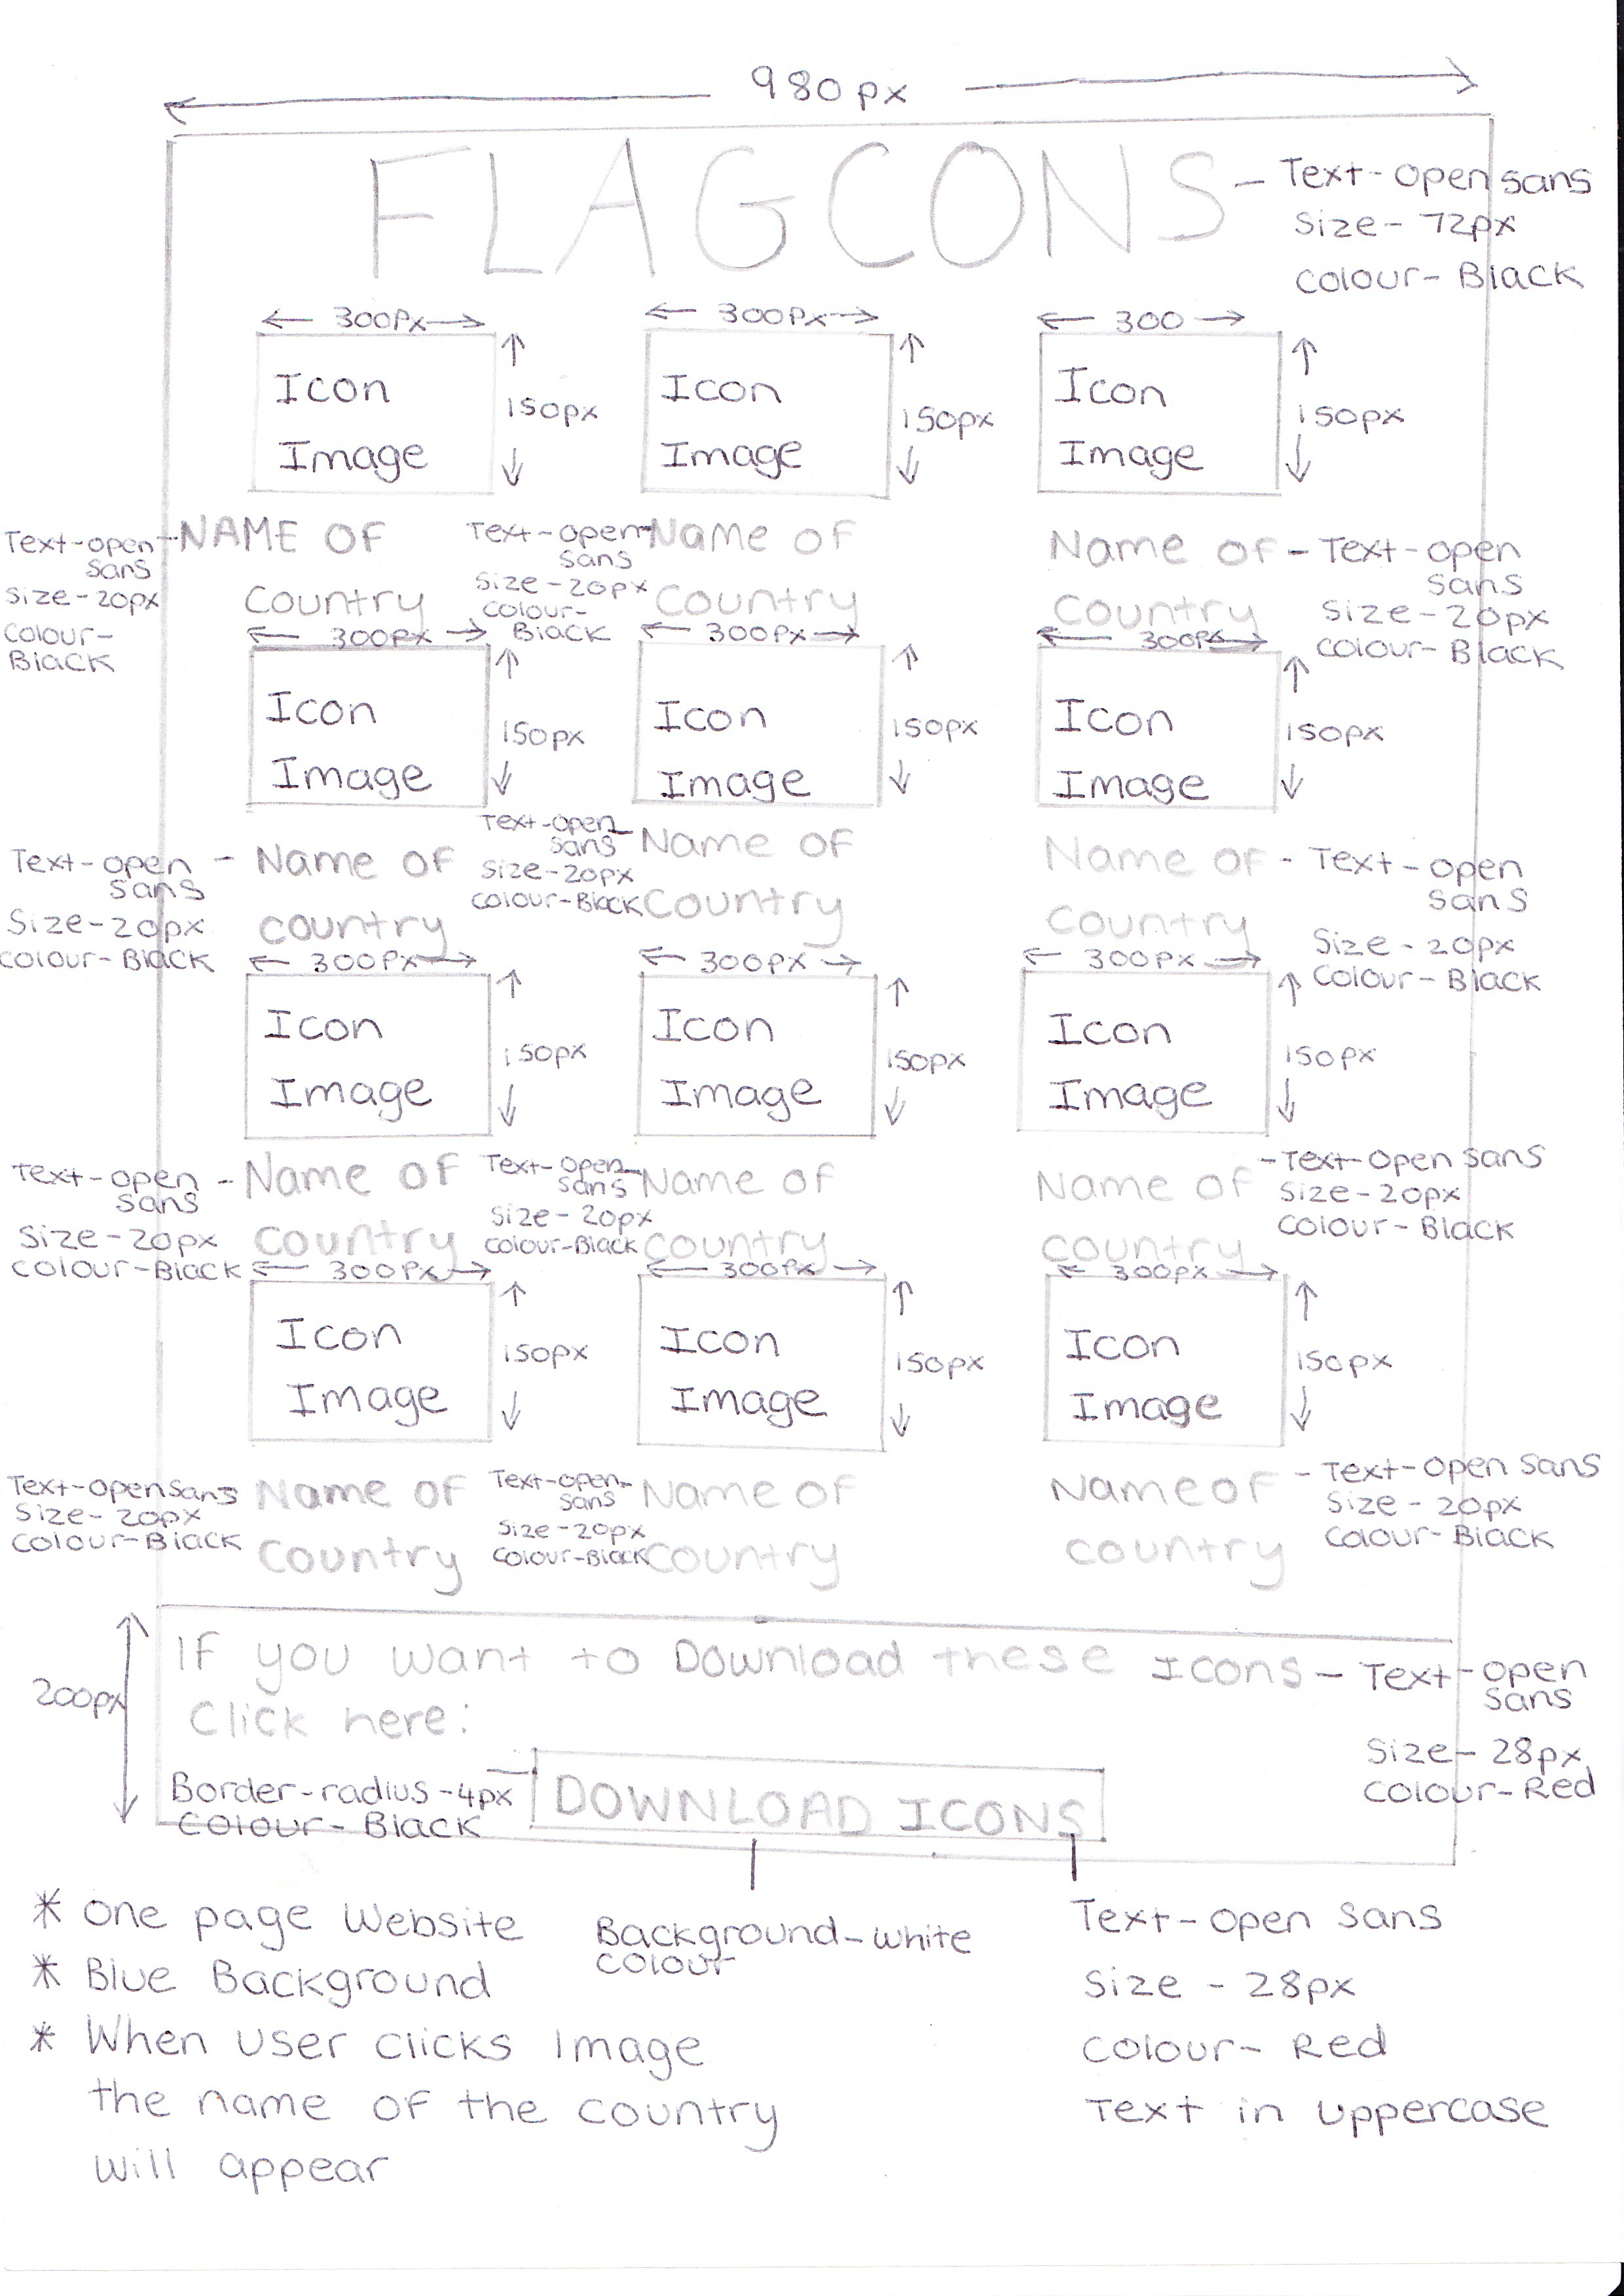 980px
FLAGCONS
- Text-Open Sans
Size- 72px
Colour- Black
300Px
300Px
300
Icon
Image
150px
Icon
Image
150px
Icon
Image
150px
Text-open
Sans
Size-20px
Colour-
Black
NAME OF
Country
Text-open
Sans
Size-20px
Colour-
Black
Name of
Country
Name of
Country
- Text-open
Sans
Size-20px
Colour-Black
300Px
300Px
300Px
Icon
Image
150px
Icon
Image
150px
Icon
Image
150px
Text-open -
Sans
Size-20px
Colour-Black
Name of
Country
Text-open
Sans
Size-20px
Colour-Black
Name of
Country
Name of
Country
- Text-open
Sans
Size-20px
Colour-Black
300Px
300Px
300Px
Icon
Image
150px
Icon
Image
150px
Icon
Image
150px
Text-open -
Sans
Size-20px
Colour-Black
Name of
Country
Text-open
Sans
Size-20px
Colour-Black
Name of
Country
Name of
Country
-Text-Open Sans
Size-20px
Colour-Black
300Px
300Px
300px
Icon
Image
150px
Icon
Image
150px
Icon
Image
150px
Text-open Sans
Size-20px
Colour-Black
Name of
Country
Text-open-
Sans
Size-20px
Colour-Black
Name of
Country
Name of
Country
- Text-Open Sans
Size-20px
Colour-Black
200px
If you want to Download these Icons
Click here:
- Text-open
Sans
Size- 28px
Colour-Red
Border-radius-4px
Colour-Black
DOWNLOAD ICONS
* One page Website
* Blue Background
* When user clicks Image
the name of the country
will appear
Background-White
Colour
Text-Open Sans
Size - 28px
Colour- Red
Text in uppercase